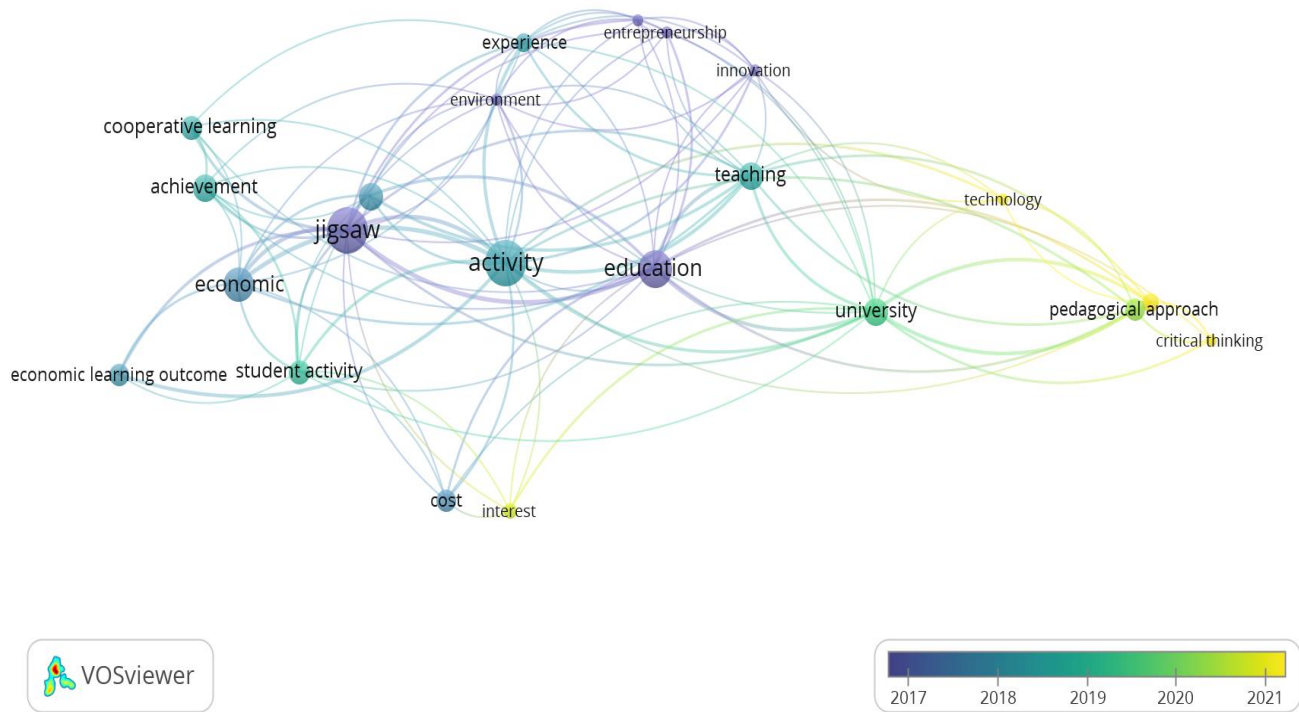 experience
entrepreneurship
innovation
environment
cooperative learning
teaching
achievement
technology
jigsaw
activity
education
economic
university
pedagogical approach
critical thinking
economic learning outcome
student activity
cost
interest
VOSviewer
2017
2018
2019
2020
2021